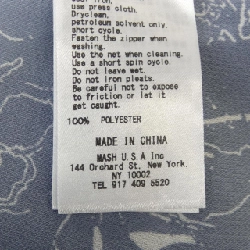 use press cloth.
Dryclean,
petroleum solvent only
short cycle.
Fasten the zipper when
washing.
Use the net when cleaning.
Use a short spin cycle.
Do not leave wet.
Do not iron pleats.
Be careful not to expose
to friction or let it
get caught.
100% POLYESTER
MADE IN CHINA
MASH U.S.A Inc
144 Orchard St. New York.
NY 10002
TEL 917 409 5520